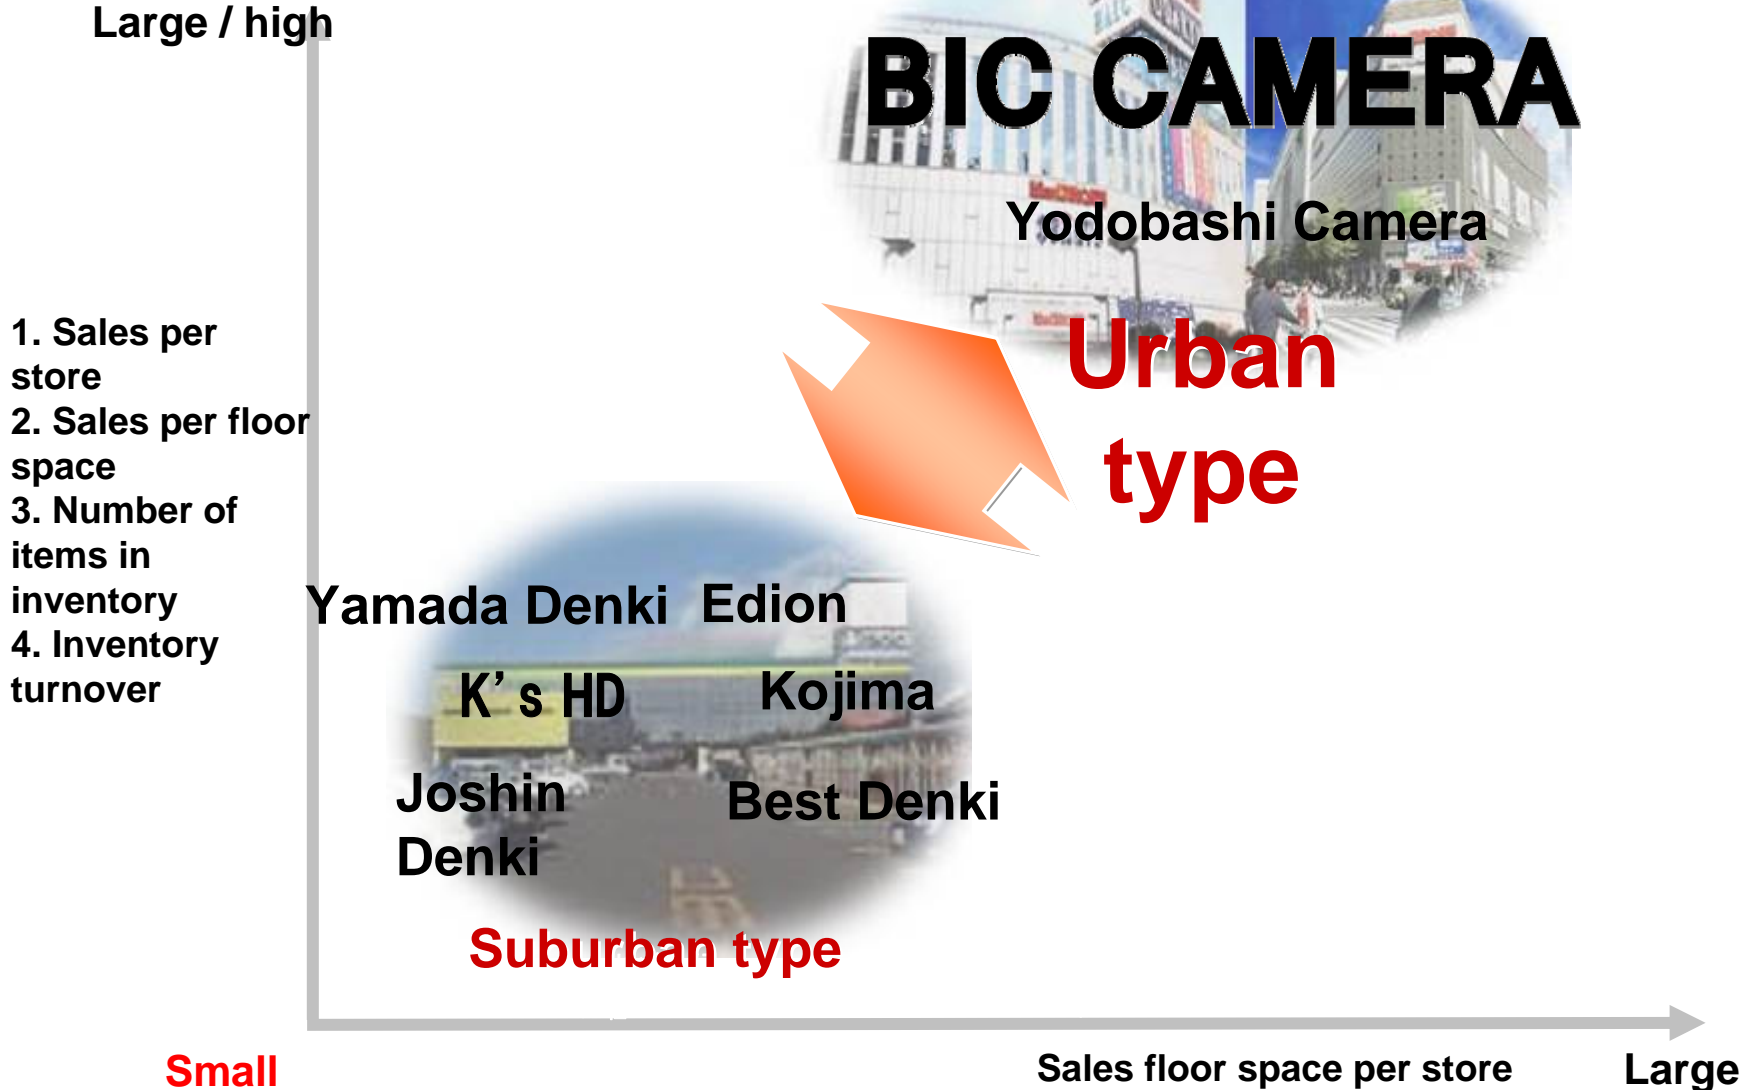 Large / high
BIC CAMERA
Yodobashi Camera
1. Sales per
store
2. Sales per floor
space
3. Number of
items in
inventory
4. Inventory
turnover
Urban
type
Yamada Denki
Edion
K's HD
Kojima
Joshin
Denki
Best Denki
Suburban type
Small
Sales floor space per store
Large